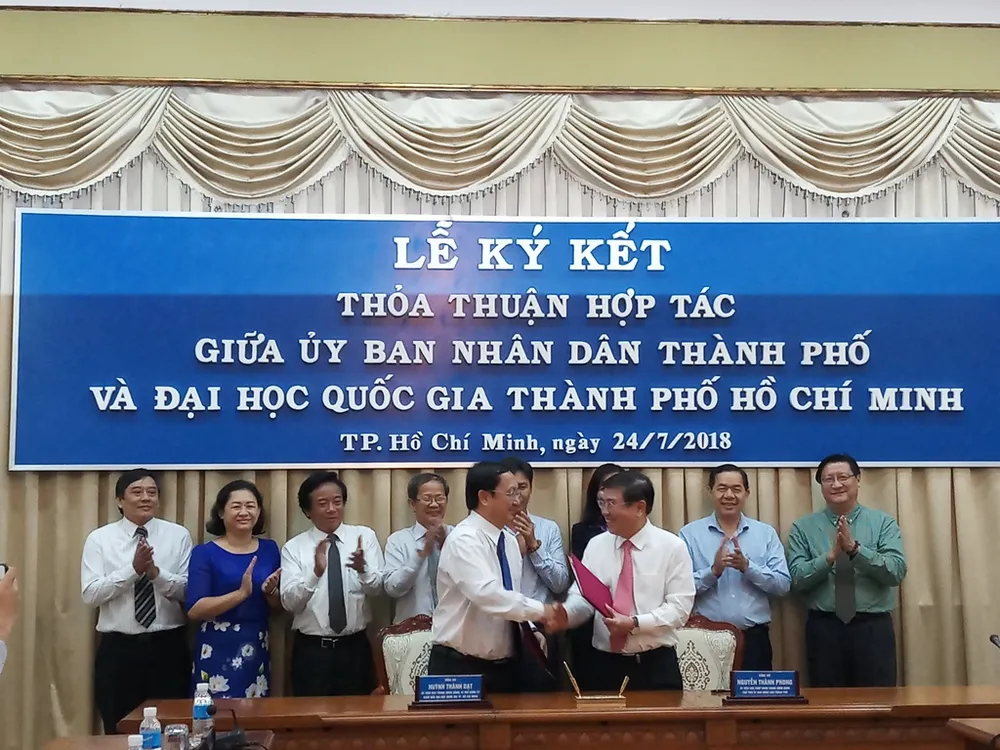 LỄ KÝ KẾT
THỎA THUẬN HỢP TÁC
GIỮA ỦY BAN NHÂN DÂN THÀNH PHỐ
VÀ ĐẠI HỌC QUỐC GIA THÀNH PHỐ HỒ CHÍ MINH
TP. Hồ Chí Minh, ngày 24/7/2018
HUỲNH THÀNH ĐẠT
NGUYỄN THÀNH PHONG